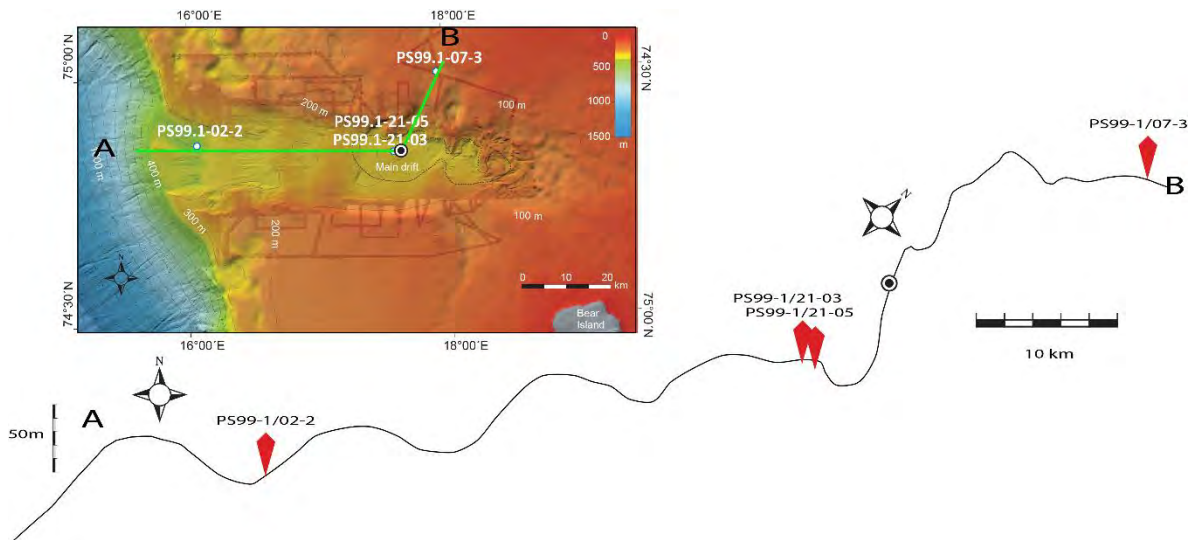 16°00´E
18°00´E
B
PS99.1-07-3
75°00´N
74°30´N
0
500
1000
1500
m
200 m
100 m
PS99.1-21-05
PS99.1-02-2
PS99.1-21-03
A
Main drift
400 m
300 m
200 m
100 m
0 10 20
km
Bear
Island
74°30´N
75°00´N
16°00´E
18°00´E
PS99-1/07-3
N
B
PS99-1/21-03
PS99-1/21-05
10 km
N
A
PS99-1/02-2
50m